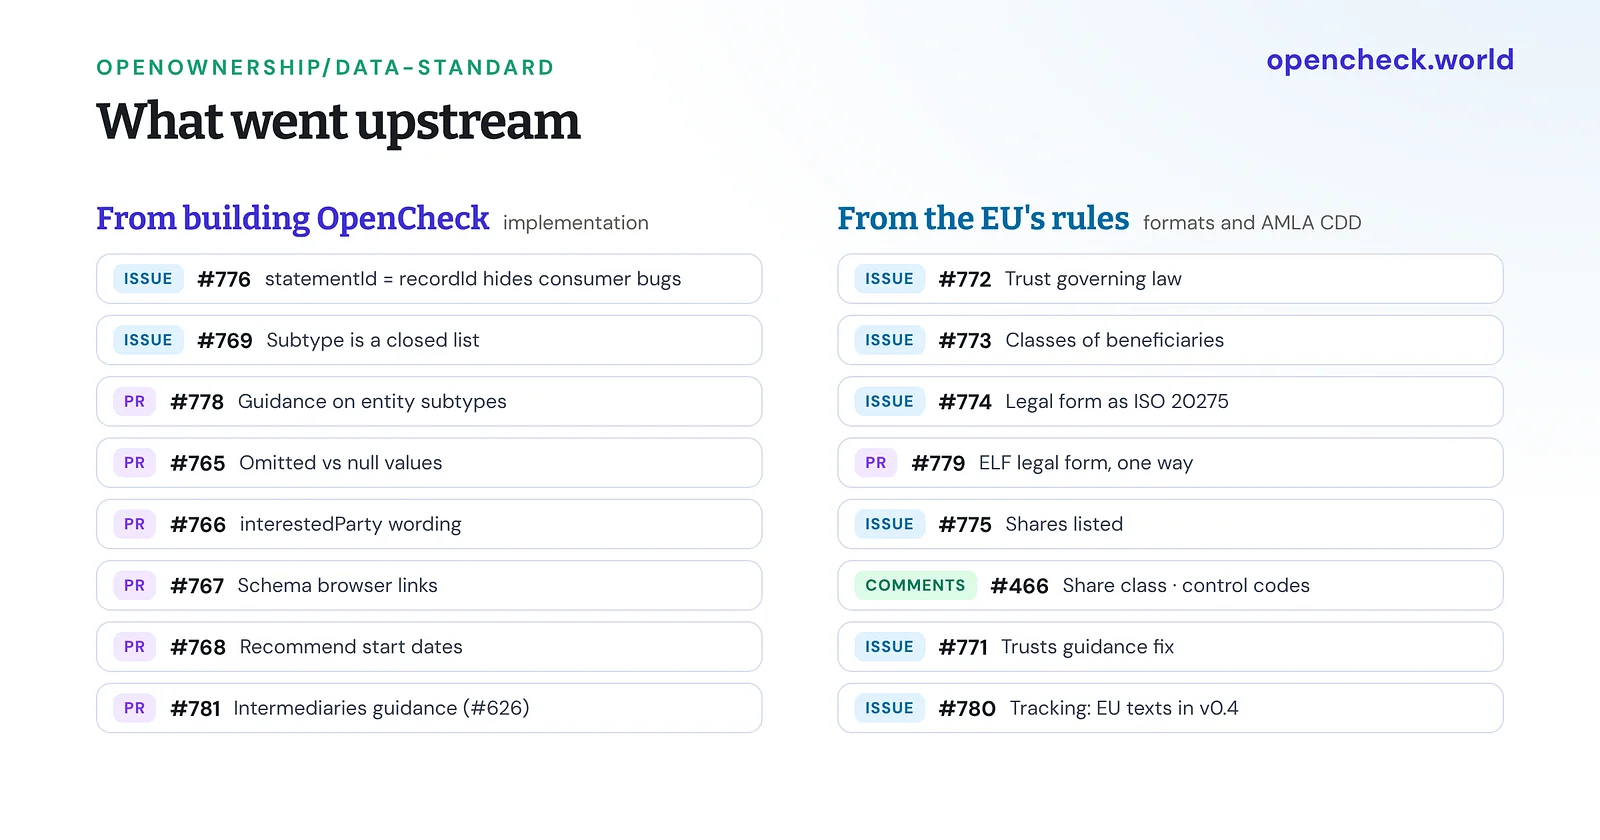 OPENOWNERSHIP/DATA-STANDARD
opencheck.world
What went upstream
From building OpenCheck implementation
ISSUE #776 statementId = recordId hides consumer bugs
ISSUE #769 Subtype is a closed list
PR #778 Guidance on entity subtypes
PR #765 Omitted vs null values
PR #766 interestedParty wording
PR #767 Schema browser links
PR #768 Recommend start dates
PR #781 Intermediaries guidance (#626)
From the EU's rules formats and AMLA CDD
ISSUE #772 Trust governing law
ISSUE #773 Classes of beneficiaries
ISSUE #774 Legal form as ISO 20275
PR #779 ELF legal form, one way
ISSUE #775 Shares listed
COMMENTS #466 Share class · control codes
ISSUE #771 Trusts guidance fix
ISSUE #780 Tracking: EU texts in v0.4